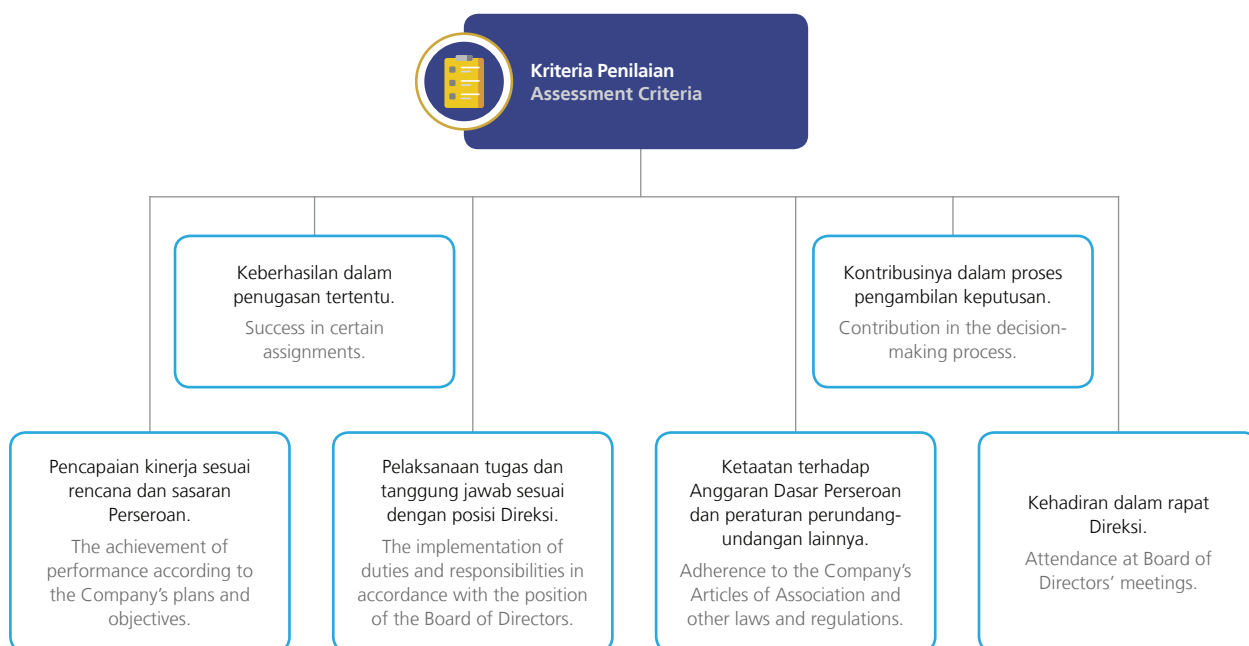 Kriteria Penilaian
Assessment Criteria
Keberhasilan dalam
penugasan tertentu.
Success in certain
assignments.
Kontribusinya dalam proses
pengambilan keputusan.
Contribution in the decision-
making process.
Pencapaian kinerja sesuai
rencana dan sasaran
Perseroan.
The achievement of
performance according to
the Company’s plans and
objectives.
Pelaksanaan tugas dan
tanggung jawab sesuai
dengan posisi Direksi.
The implementation of
duties and responsibilities in
accordance with the position
of the Board of Directors.
Ketaatan terhadap
Anggaran Dasar Perseroan
dan peraturan perundang-
undangan lainnya.
Adherence to the Company’s
Articles of Association and
other laws and regulations.
Kehadiran dalam rapat
Direksi.
Attendance at Board of
Directors’ meetings.